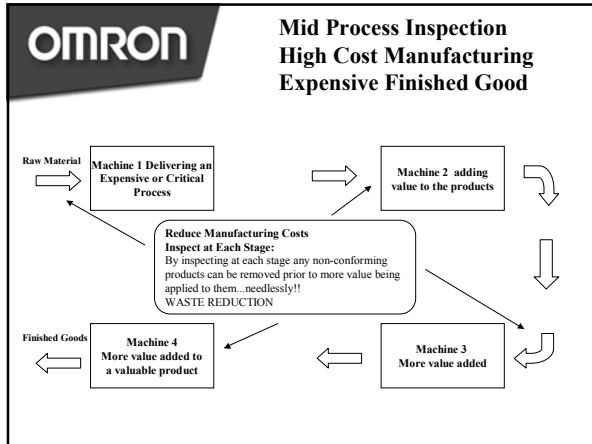 OMRON
Mid Process Inspection
High Cost Manufacturing
Expensive Finished Good
Raw Material
Machine 1 Delivering an
Expensive or Critical
Process
Machine 2 adding
value to the products
Reduce Manufacturing Costs
Inspect at Each Stage:
By inspecting at each stage any non-conforming
products can be removed prior to more value being
applied to them...needlessly!!
WASTE REDUCTION
Finished Goods
Machine 4
More value added to
a valuable product
Machine 3
More value added